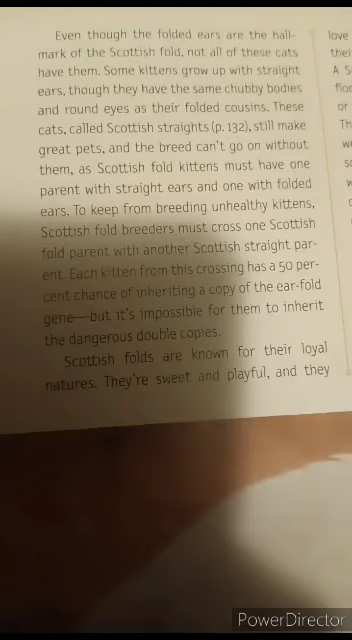 Even though the folded ears are the hall-
mark of the Scottish fold, not all of these cats
have them. Some kittens grow up with straight
ears, though they have the same chubby bodies
and round eyes as their folded cousins. These
cats, called Scottish straights (p. 132), still make
great pets, and the breed can't go on without
them, as Scottish fold kittens must have one
parent with straight ears and one with folded
ears. To keep from breeding unhealthy kittens,
Scottish fold breeders must cross one Scottish
fold parent with another Scottish straight par-
ent. Each kitten from this crossing has a 50 per-
cent chance of inheriting a copy of the ear-fold
gene—but it's impossible for them to inherit
the dangerous double copies.
Scottish folds are known for their loyal
natures. They're sweet and playful, and they
love
A
or
PowerDirector